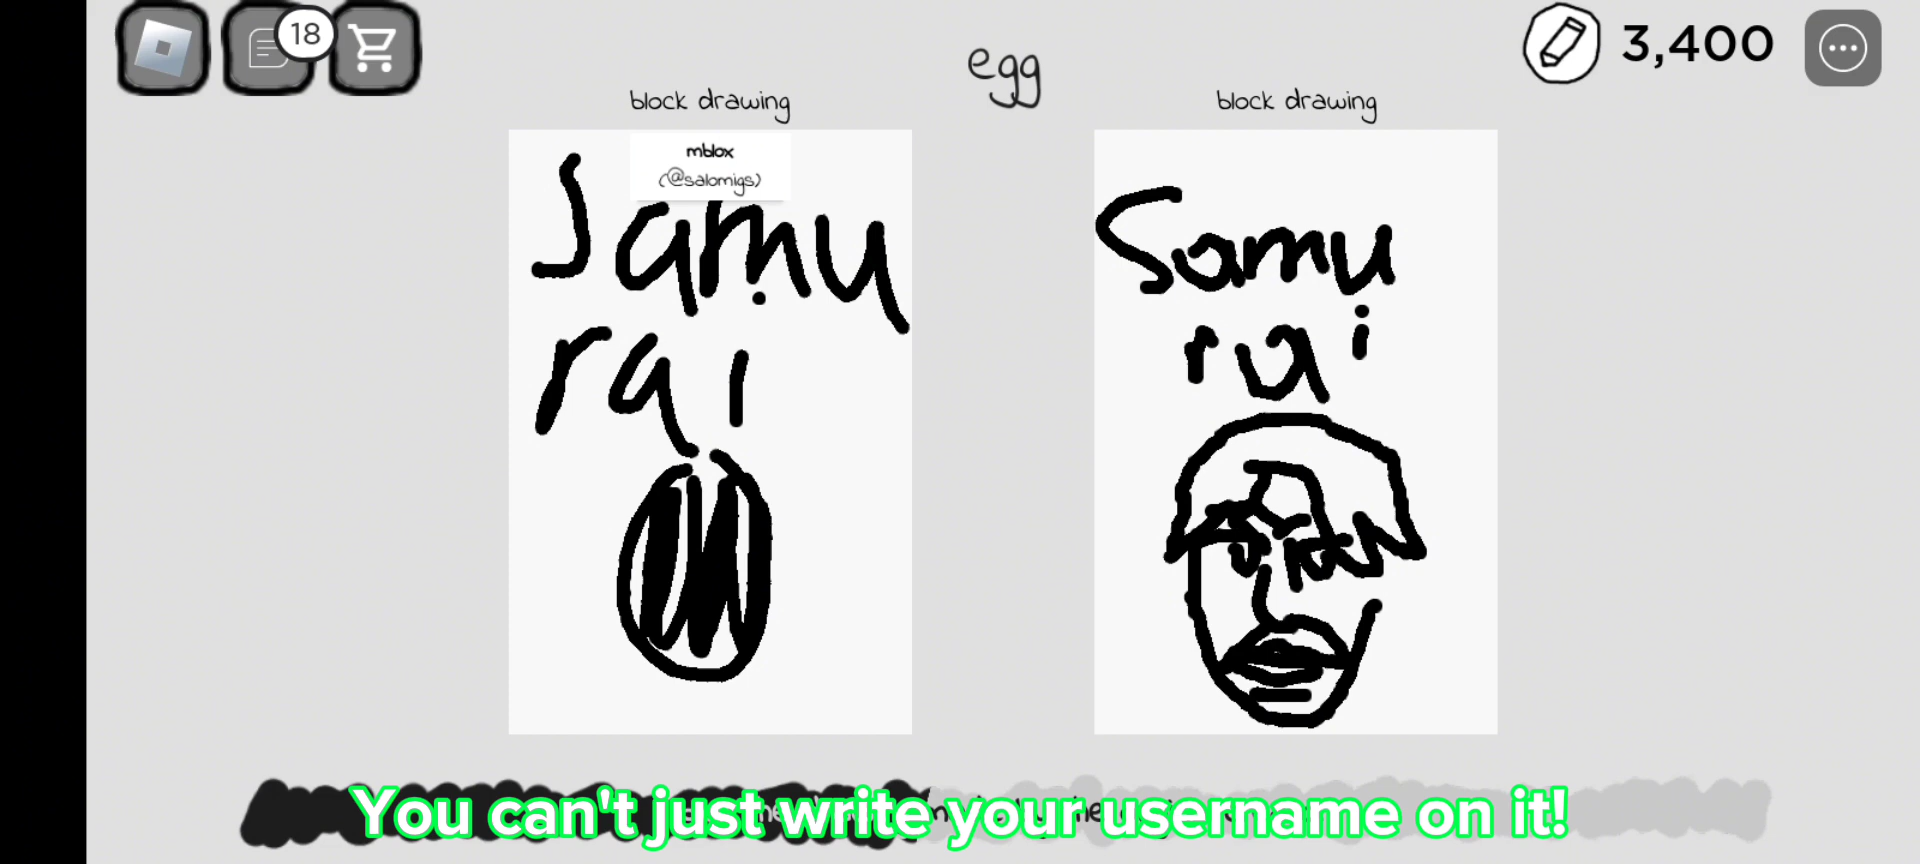 18
egg
3,400
block drawing
block drawing
mblox
(@salomigs)
Samu
rai
Samu
rai
You can't just write your username on it!